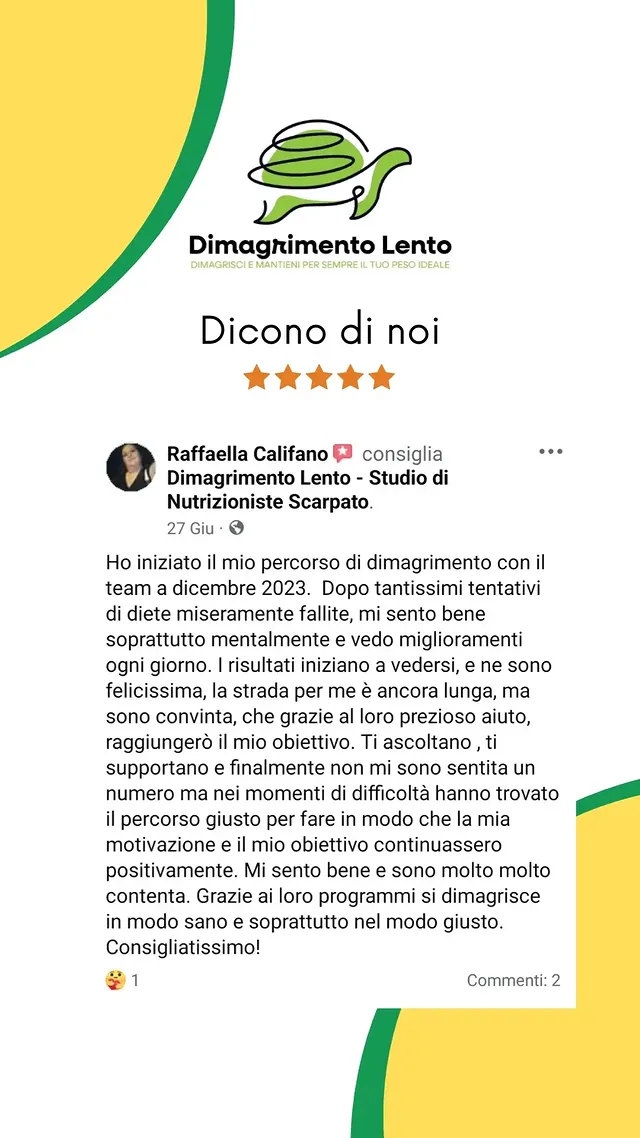 Dimagrimento Lento
DIMAGRISCI E MANTIENI PER SEMPRE IL TUO PESO IDEALE
Dicono di noi
Raffaella Califano consiglia
Dimagrimento Lento - Studio di
Nutrizioniste Scarpato.
27 Giu ·
Ho iniziato il mio percorso di dimagrimento con il
team a dicembre 2023.  Dopo tantissimi tentativi
di diete miseramente fallite, mi sento bene
soprattutto mentalmente e vedo miglioramenti
ogni giorno. I risultati iniziano a vedersi, e ne sono
felicissima, la strada per me è ancora lunga, ma
sono convinta, che grazie al loro prezioso aiuto,
raggiungerò il mio obiettivo. Ti ascoltano , ti
supportano e finalmente non mi sono sentita un
numero ma nei momenti di difficoltà hanno trovato
il percorso giusto per fare in modo che la mia
motivazione e il mio obiettivo continuassero
positivamente. Mi sento bene e sono molto molto
contenta. Grazie ai loro programmi si dimagrisce
in modo sano e soprattutto nel modo giusto.
Consigliatissimo!
1 Commenti: 2